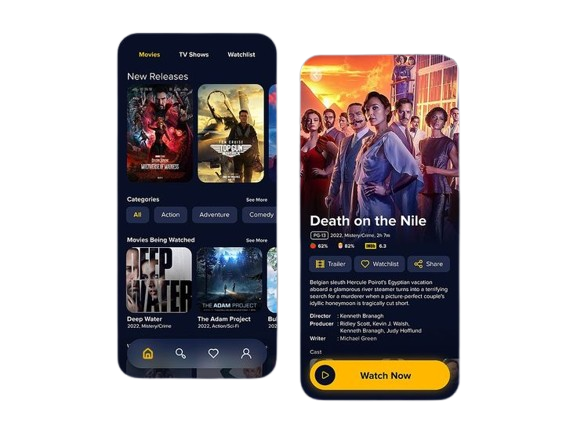 Movies
TV Shows
Watchlist
New Releases
MULTIVERSE OF MADNESS
TOM CRUISE
TOP GUN
MAVERICK
Categories
See More
All
Action
Adventure
Comedy
Movies Being Watched
See More
DEEP WATER
THE ADAM PROJECT
Deep Water
The Adam Project
Bu
2022, Mistery/Crime
2022, Action/Sci-Fi
2
Death on the Nile
PG-13 2022, Mistery/Crime, 2h 7m
62% 82% IMDb 6.3
Trailer
Watchlist
Share
Belgian sleuth Hercule Poirot's Egyptian vacation
aboard a glamorous river steamer turns into a terrifying
search for a murderer when a picture-perfect couple's
idyllic honeymoon is tragically cut short.
Director : Kenneth Branagh
Producer : Ridley Scott, Kevin J. Walsh,
Kenneth Branagh, Judy Hofflund
Writer : Michael Green
Cast
Watch Now